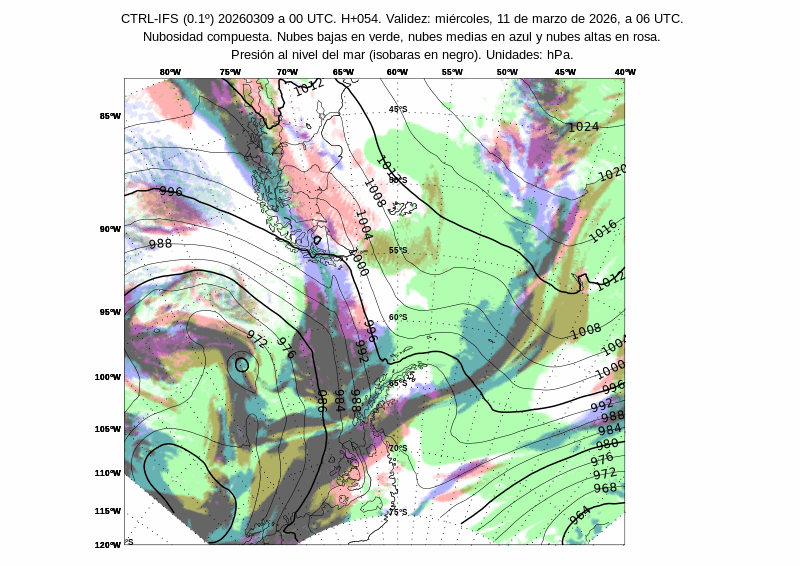 CTRL-IFS (0.1º) 20260309 a 00 UTC. H+054. Validez: miércoles, 11 de marzo de 2026, a 06 UTC.
Nubosidad compuesta. Nubes bajas en verde, nubes medias en azul y nubes altas en rosa.
Presión al nivel del mar (isobaras en negro). Unidades: hPa.
80°W 75°W 70°W 65°W 60°W 55°W 50°W 45°W 40°W
1012
45°S
85°W
1024
1012
1020
50°S
996
1008
1004
1016
90°W
988
55°S
1000
1012
95°W
60°S
996
1008
972
976
992
1004
1000
100°W
65°S
996
986
984
988
992
988
105°W
984
70°S
980
976
110°W
972
968
115°W
75°S
964
120°W
°S